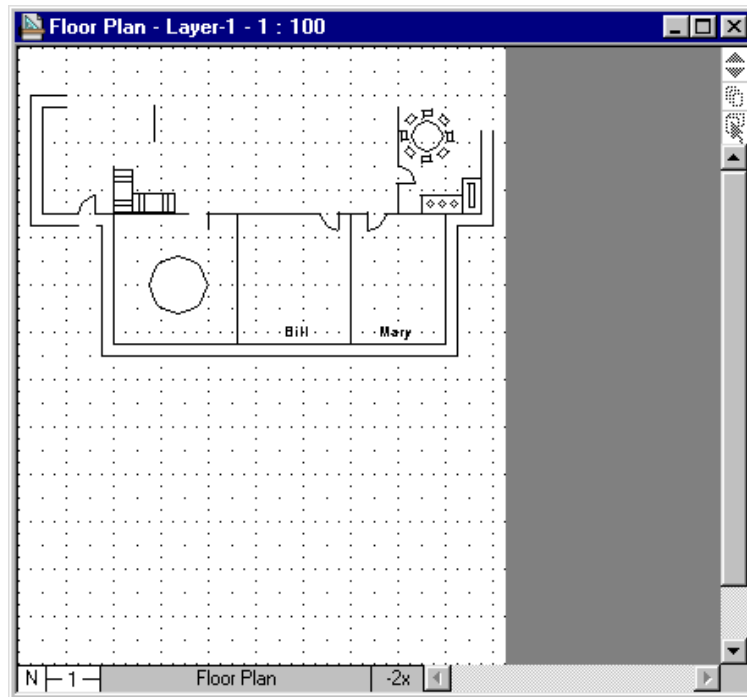 Floor Plan - Layer-1 - 1 : 100
Bill
Mary
N
1
Floor Plan
-2x